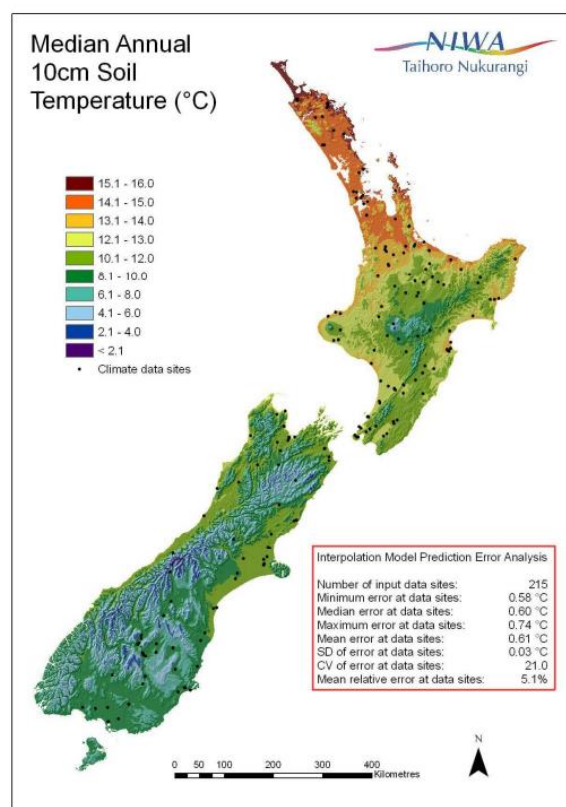 Median Annual
10cm Soil
Temperature (°C)
NIWA
Taihoro Nukurangi
15.1 - 16.0
14.1 - 15.0
13.1 - 14.0
12.1 - 13.0
10.1 - 12.0
8.1 - 10.0
6.1 - 8.0
4.1 - 6.0
2.1 - 4.0
< 2.1
Climate data sites
Interpolation Model Prediction Error Analysis
Number of input data sites: 215
Minimum error at data sites: 0.58 °C
Median error at data sites: 0.60 °C
Maximum error at data sites: 0.74 °C
Mean error at data sites: 0.61 °C
SD of error at data sites: 0.03 °C
CV of error at data sites: 21.0
Mean relative error at data sites: 5.1%
N
0 50 100 200 300 400
Kilometres